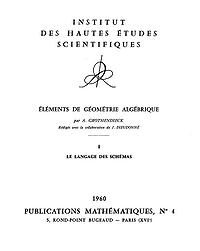 INSTITUT
DES HAUTES ÉTUDES
SCIENTIFIQUES
ÉLÉMENTS DE GÉOMÉTRIE ALGÉBRIQUE
par A. GROTHENDIECK
Rédigés avec la collaboration de J. DIEUDONNÉ
I
LE LANGAGE DES SCHÉMAS
1960
PUBLICATIONS MATHÉMATIQUES, N° 4
5, ROND-POINT BUGEAUD – PARIS (XVIe)